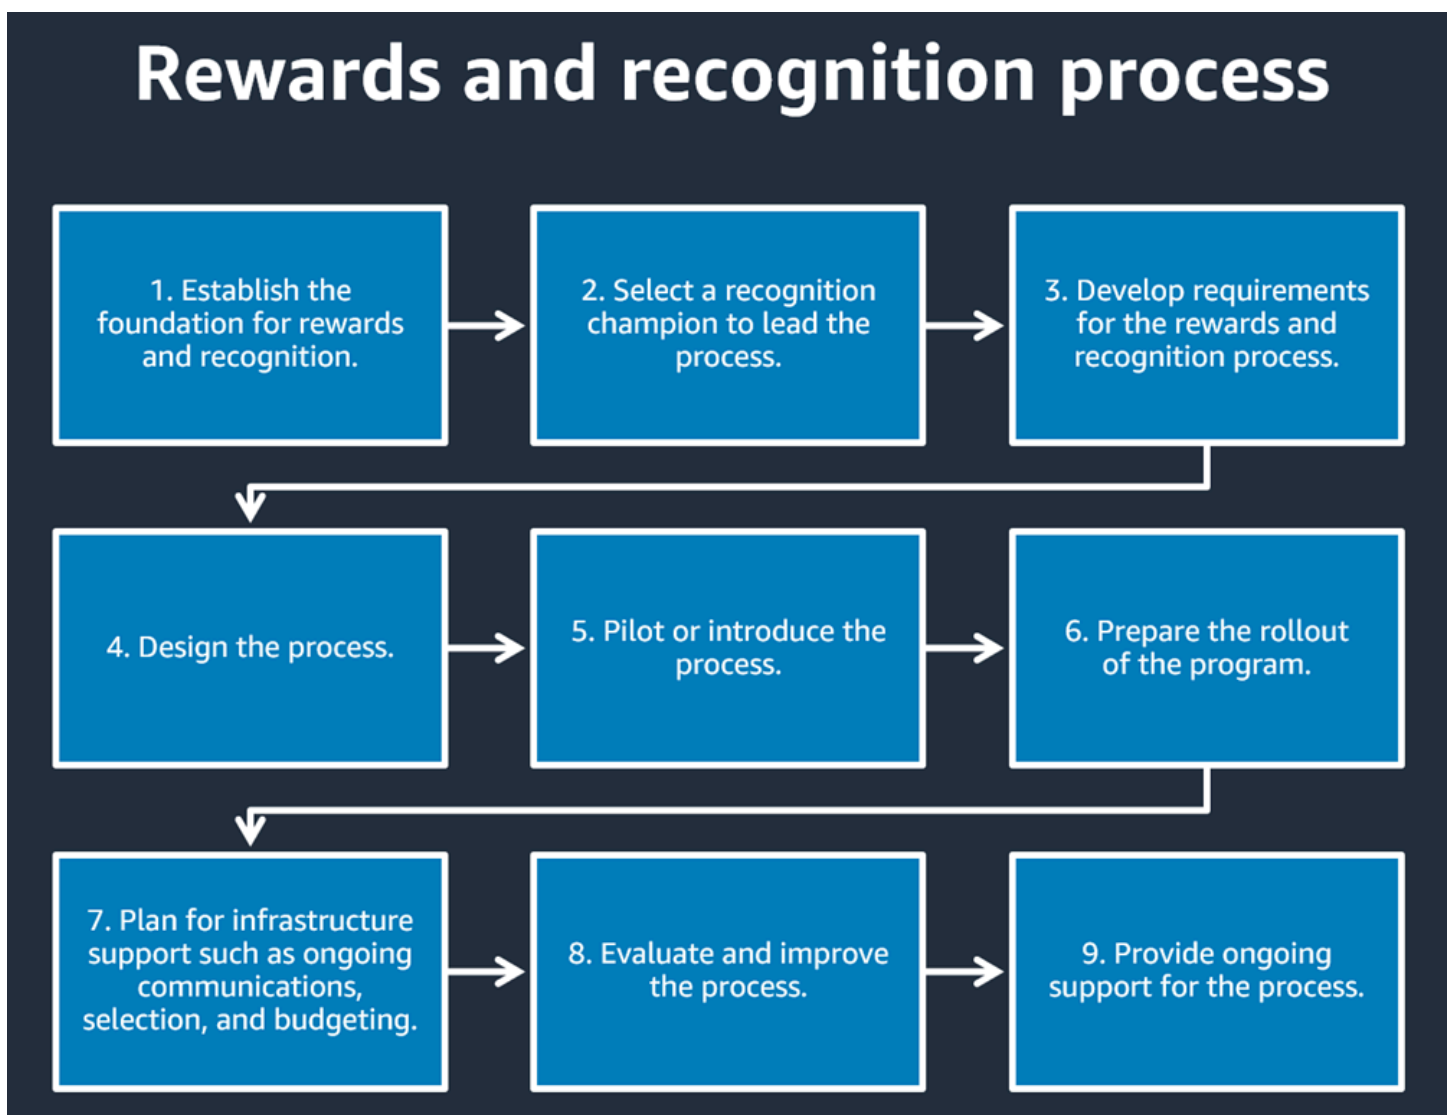 Rewards and recognition process
1. Establish the
foundation for rewards
and recognition.
2. Select a recognition
champion to lead the
process.
3. Develop requirements
for the rewards and
recognition process.
4. Design the process.
5. Pilot or introduce the
process.
6. Prepare the rollout
of the program.
7. Plan for infrastructure
support such as ongoing
communications,
selection, and budgeting.
8. Evaluate and improve
the process.
9. Provide ongoing
support for the process.